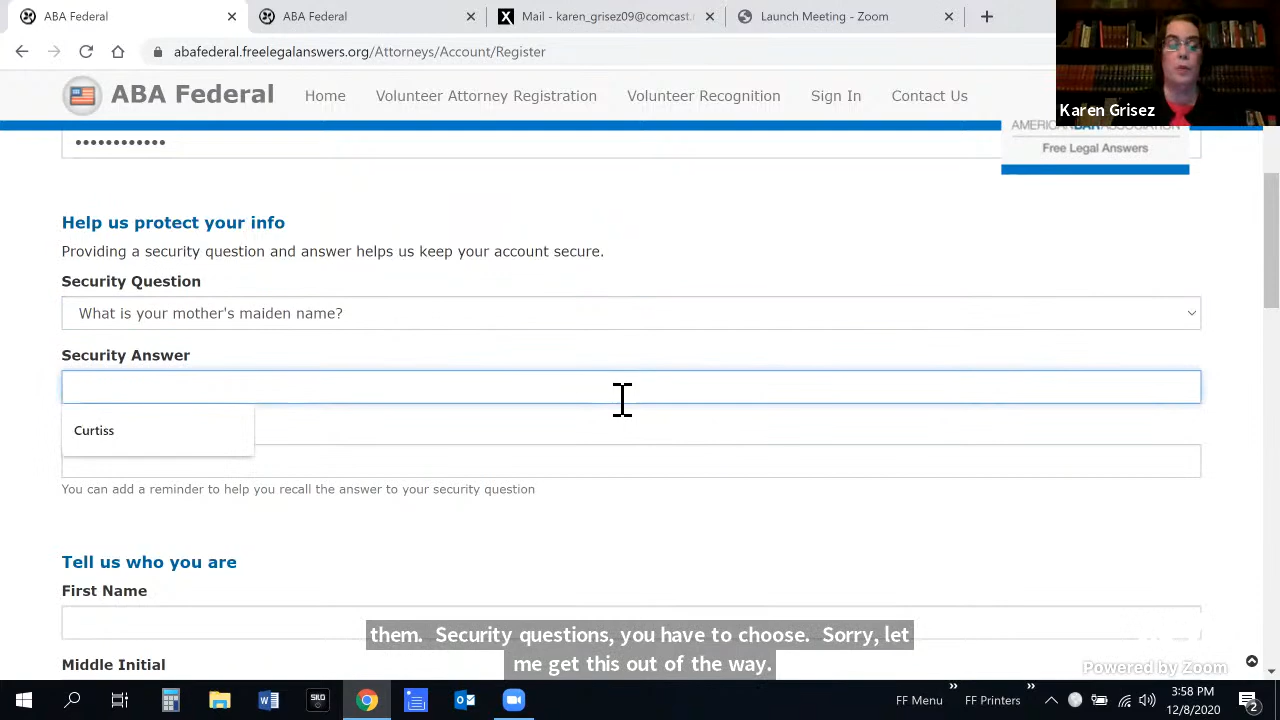 ABA Federal
ABA Federal
Mail - karen_grisez09@comcast.n
Launch Meeting - Zoom
abafederal.freelegalanswers.org/Attorneys/Account/Register
Karen Grisez
ABA Federal
Home
Volunteer Attorney Registration
Volunteer Recognition
Sign In
Contact Us
AMERICAN BAR ASSOCIATION
Free Legal Answers
••••••••••••
Help us protect your info
Providing a security question and answer helps us keep your account secure.
Security Question
What is your mother's maiden name?
Security Answer
Curtiss
You can add a reminder to help you recall the answer to your security question
Tell us who you are
First Name
Middle Initial
them. Security questions, you have to choose. Sorry, let
me get this out of the way.
Powered by Zoom
FF Menu
FF Printers
3:58 PM
12/8/2020
2